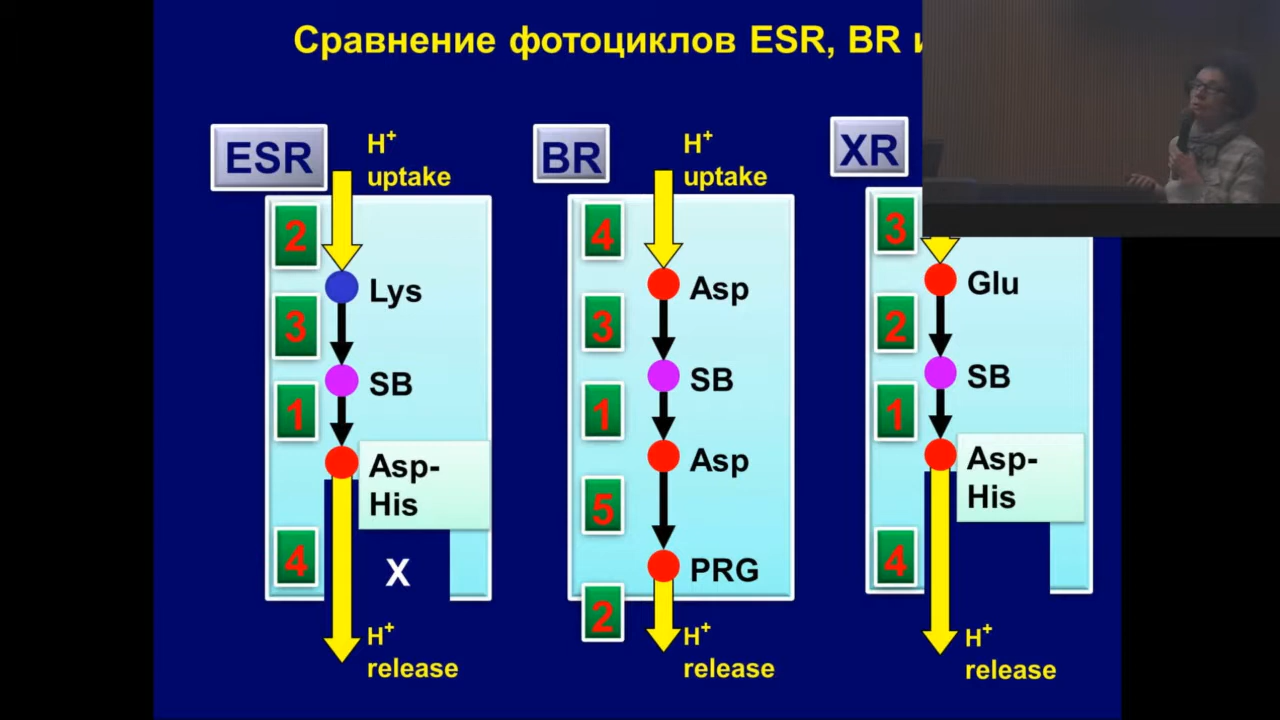 Сравнение фотоциклов ESR, BR и
ESR
H⁺
uptake
2
Lys
3
SB
1
Asp-
His
4
X
H⁺
release
BR
H⁺
uptake
4
Asp
3
SB
1
Asp
5
PRG
2
H⁺
release
XR
3
Glu
2
SB
1
Asp-
His
4
H⁺
release